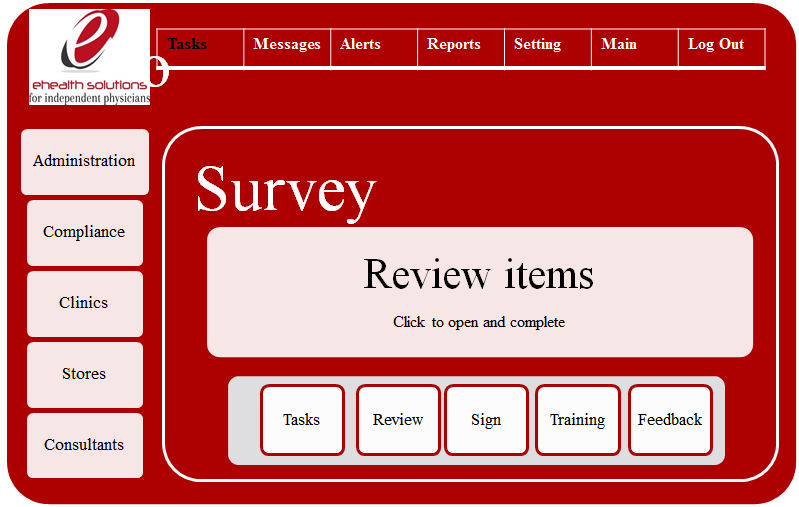 e
ehealth solutions
for independent physicians
o
Tasks Messages Alerts Reports Setting Main Log Out
Administration
Compliance
Clinics
Stores
Consultants
Survey
Review items
Click to open and complete
Tasks Review Sign Training Feedback